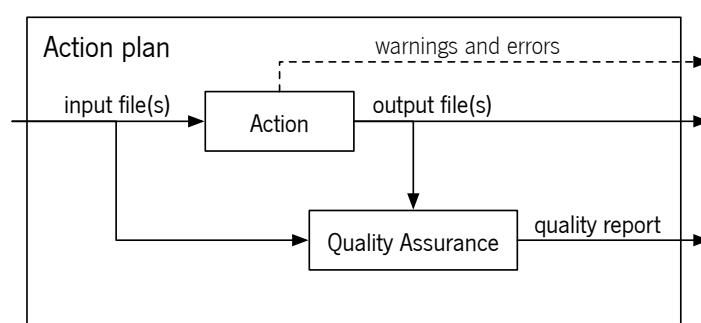 Action plan
warnings and errors
input file(s)
output file(s)
Action
quality report
Quality Assurance